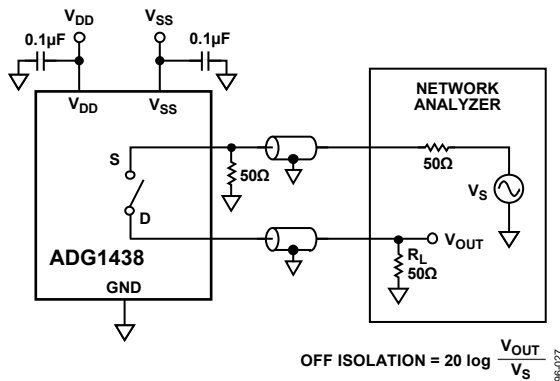 VDD
VSS
0.1µF
0.1µF
VDD
VSS
NETWORK
ANALYZER
S
50Ω
50Ω
VS
D
VOUT
ADG1438
RL
50Ω
GND
OFF ISOLATION = 20 log VOUT
VS